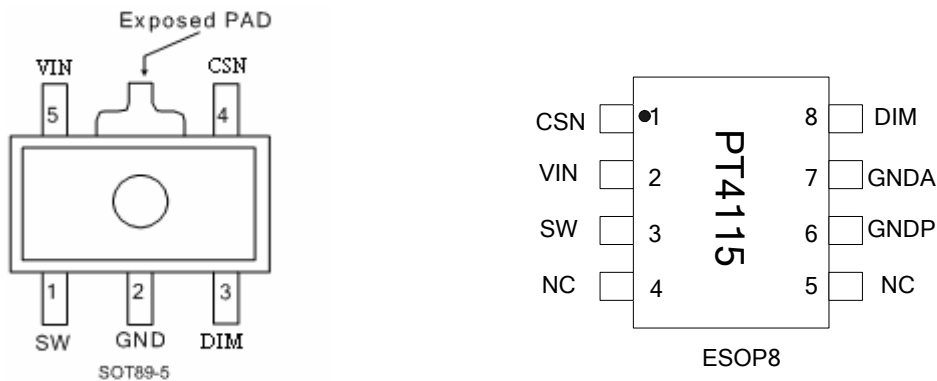 Exposed PAD
VIN
CSN
5
4
1
2
3
SW
GND
DIM
SOT89-5
CSN
1
8
DIM
VIN
2
7
GNDA
SW
3
6
GNDP
NC
4
5
NC
PT4115
ESOP8